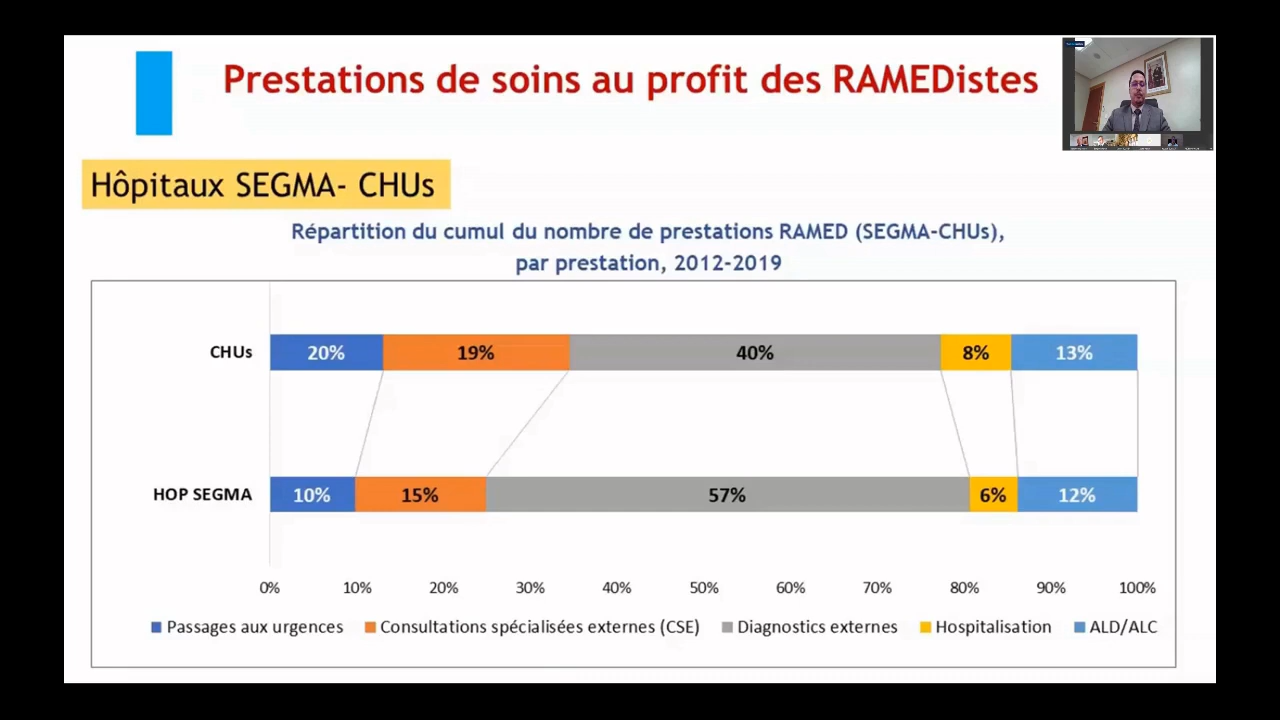 Prestations de soins au profit des RAMEDistes
Hôpitaux SEGMA- CHUs
Répartition du cumul du nombre de prestations RAMED (SEGMA-CHUs),
par prestation, 2012-2019
CHUs 20% 19% 40% 8% 13%
HOP SEGMA 10% 15% 57% 6% 12%
0% 10% 20% 30% 40% 50% 60% 70% 80% 90% 100%
Passages aux urgences Consultations spécialisées externes (CSE) Diagnostics externes Hospitalisation ALD/ALC